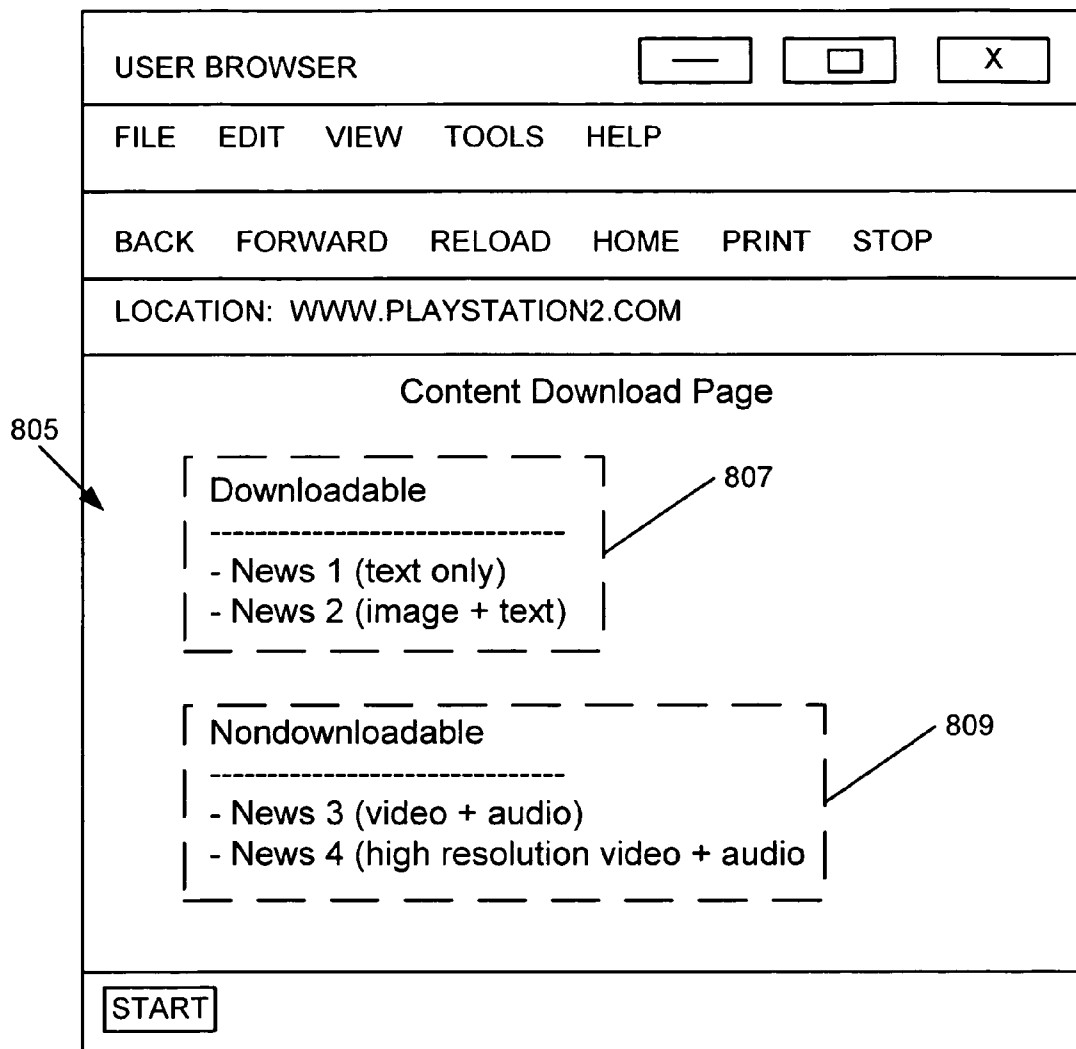 USER BROWSER X
FILE EDIT VIEW TOOLS HELP
BACK FORWARD RELOAD HOME PRINT STOP
LOCATION: WWW.PLAYSTATION2.COM
Content Download Page
805
807
Downloadable
---------------------------------
- News 1 (text only)
- News 2 (image + text)
809
Nondownloadable
---------------------------------
- News 3 (video + audio)
- News 4 (high resolution video + audio
START